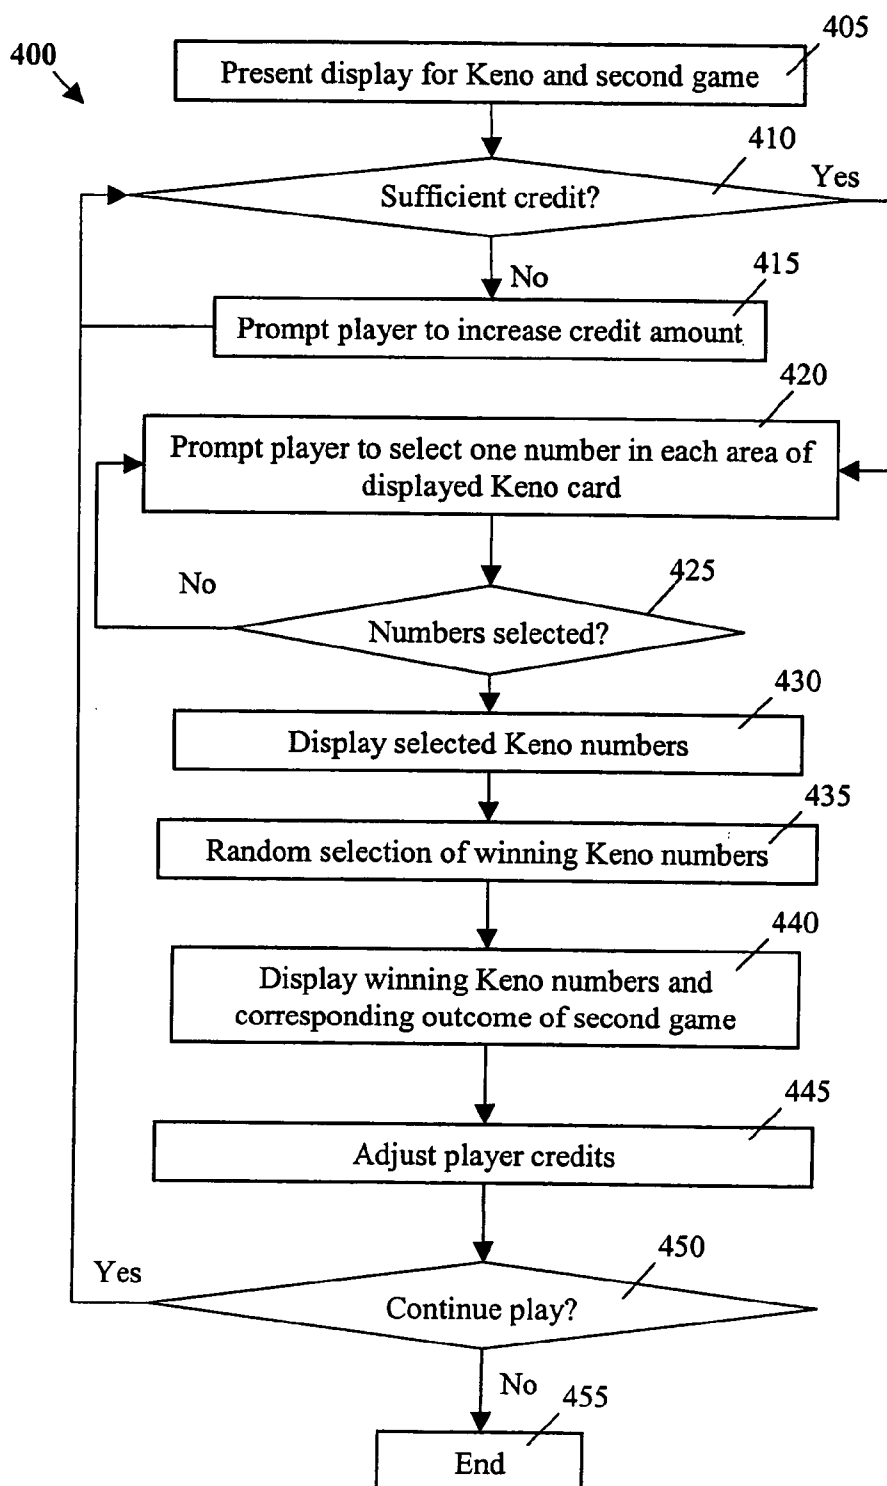 405
400
Present display for Keno and second game
410
Sufficient credit?
Yes
No
415
Prompt player to increase credit amount
420
Prompt player to select one number in each area of
displayed Keno card
425
No
Numbers selected?
430
Display selected Keno numbers
435
Random selection of winning Keno numbers
440
Display winning Keno numbers and
corresponding outcome of second game
445
Adjust player credits
450
Yes
Continue play?
No
455
End